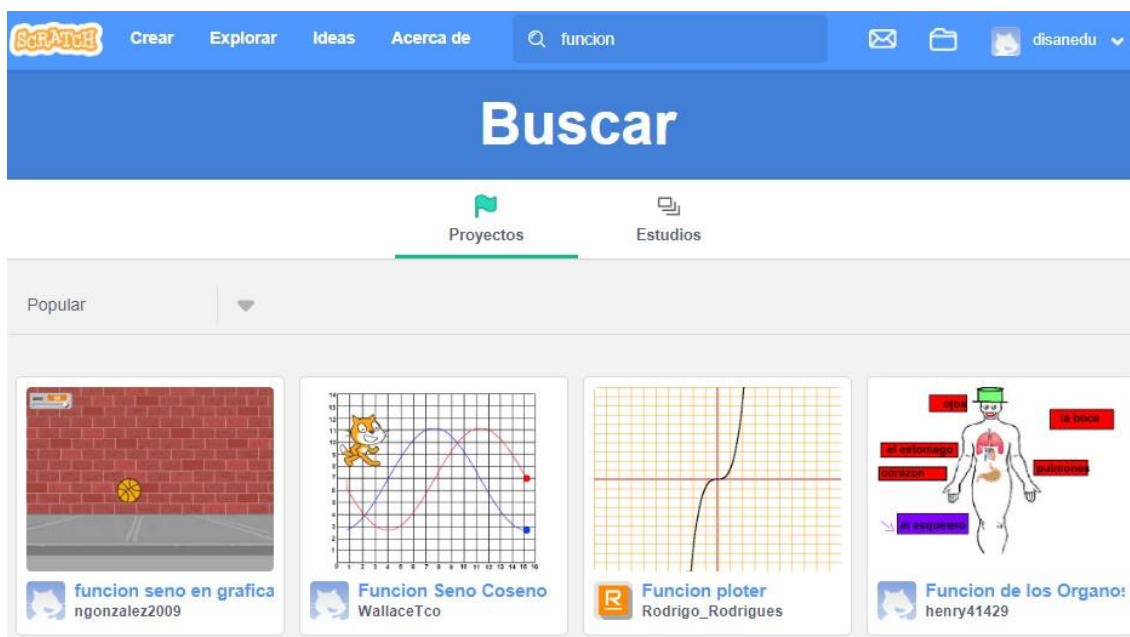 SCRATCH Crear Explorar Ideas Acerca de funcion disanedu
Buscar
Proyectos Estudios
Popular
ojos
la boca
el estomago
corazon
pulmones
el esqueleto
funcion seno en grafica Funcion Seno Coseno Funcion ploter Funcion de los Organos
ngonzalez2009 WallaceTco Rodrigo_Rodrigues henry41429